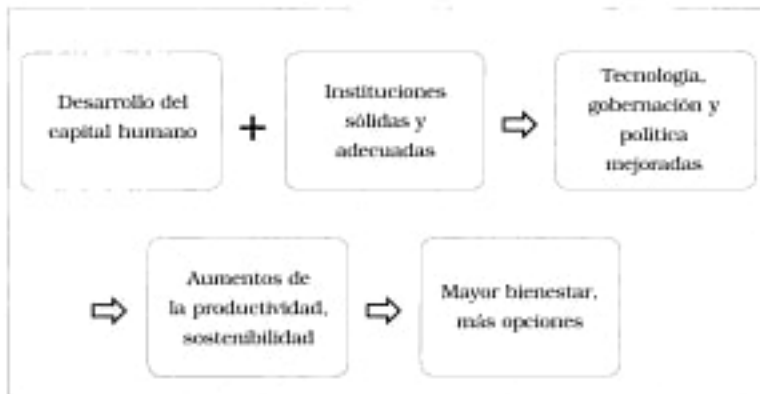 Desarrollo del
capital humano
+
Instituciones
sólidas y
adecuadas
Tecnología,
gobernación y
política
mejoradas
Aumentos de
la productividad,
sostenibilidad
Mayor bienestar,
más opciones